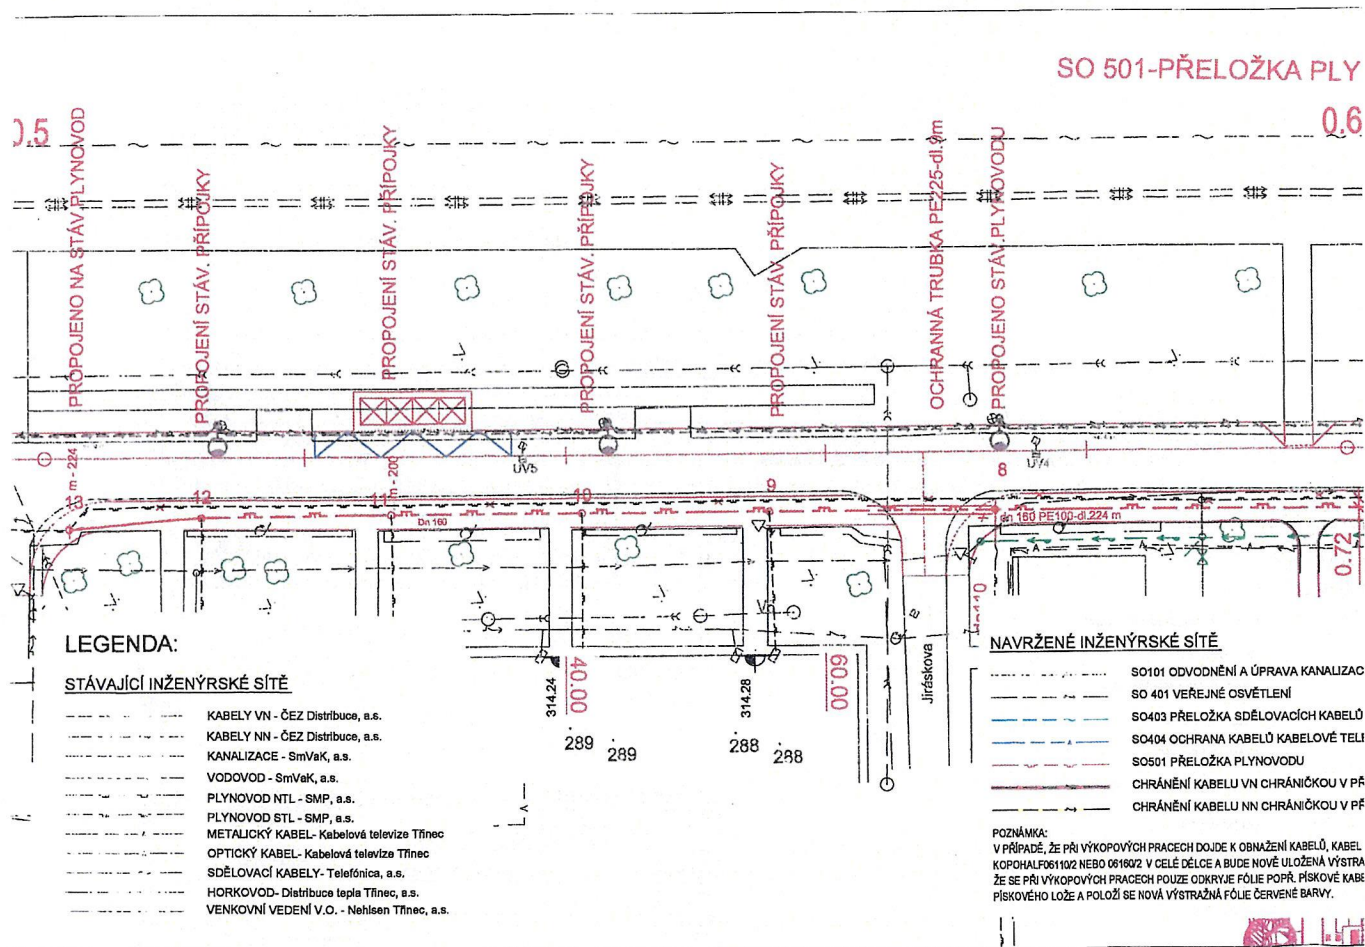 SO 501-PŘELOŽKA PLY
0.5
0.6
PROPOJENO NA STÁV.PLYNOVOD
PROPOJENÍ STÁV. PŘÍPOJKY
PROPOJENÍ STÁV. PŘÍPOJKY
PROPOJENÍ STÁV. PŘÍPOJKY
PROPOJENÍ STÁV. PŘÍPOJKY
OCHRANNÁ TRUBKA PE225-dl.9m
PROPOJENO STÁV.PLYNOVODU
UV5
UV4
m - 224
m - 200
13
12
11
10
9
8
Dn 160
dn 160 PE100-dl.224 m
0.72
Jiráskova
40.00
60.00
314.24
314.28
289
289
288
288
LEGENDA:
STÁVAJÍCÍ INŽENÝRSKÉ SÍTĚ
KABELY VN - ČEZ Distribuce, a.s.
KABELY NN - ČEZ Distribuce, a.s.
KANALIZACE - SmVaK, a.s.
VODOVOD - SmVaK, a.s.
PLYNOVOD NTL - SMP, a.s.
PLYNOVOD STL - SMP, a.s.
METALICKÝ KABEL- Kabelová televize Třinec
OPTICKÝ KABEL- Kabelová televize Třinec
SDĚLOVACÍ KABELY- Telefónica, a.s.
HORKOVOD- Distribuce tepla Třinec, a.s.
VENKOVNÍ VEDENÍ V.O. - Nehlsen Třinec, a.s.
NAVRŽENÉ INŽENÝRSKÉ SÍTĚ
SO101 ODVODNĚNÍ A ÚPRAVA KANALIZAC
SO 401 VEŘEJNÉ OSVĚTLENÍ
SO403 PŘELOŽKA SDĚLOVACÍCH KABELŮ
SO404 OCHRANA KABELŮ KABELOVÉ TELE
SO501 PŘELOŽKA PLYNOVODU
CHRÁNĚNÍ KABELU VN CHRÁNIČKOU V PŘ
CHRÁNĚNÍ KABELU NN CHRÁNIČKOU V PŘ
POZNÁMKA:
V PŘÍPADĚ, ŽE PŘI VÝKOPOVÝCH PRACECH DOJDE K OBNAŽENÍ KABELŮ, KABEL
KOPOHALF06110/2 NEBO 06160/2 V CELÉ DÉLCE A BUDE NOVĚ ULOŽENÁ VÝSTRA
ŽE SE PŘI VÝKOPOVÝCH PRACECH POUZE ODKRYJE FÓLIE POPŘ. PÍSKOVÉ KABE
PÍSKOVÉHO LOŽE A POLOŽÍ SE NOVÁ VÝSTRAŽNÁ FÓLIE ČERVENÉ BARVY.